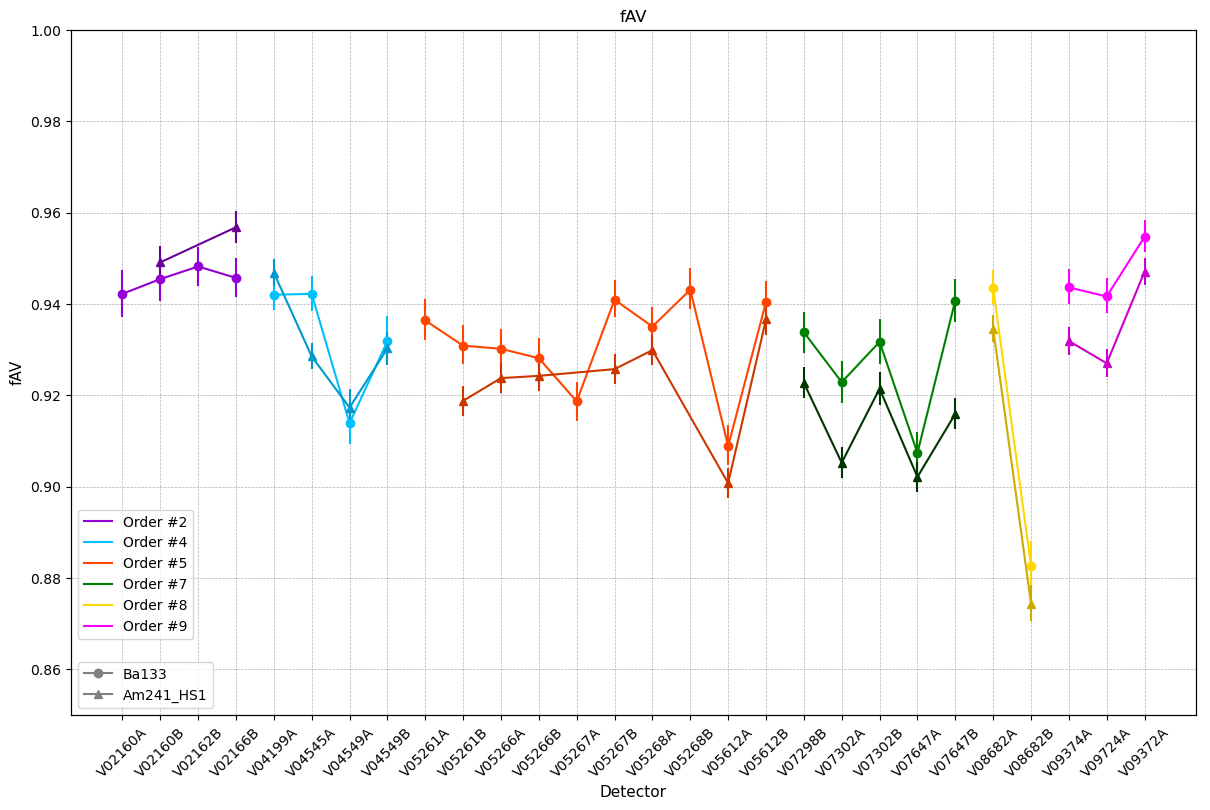 fAV
1.00
0.98
0.96
0.94
0.92
0.90
0.88
0.86
fAV
Order #2
Order #4
Order #5
Order #7
Order #8
Order #9
Ba133
Am241_HS1
V02160A
V02160B
V02162B
V02166B
V04199A
V04545A
V04549A
V04549B
V05261A
V05261B
V05266A
V05266B
V05267A
V05267B
V05268A
V05268B
V05612A
V05612B
V07298B
V07302A
V07302B
V07647A
V07647B
V08682A
V08682B
V09374A
V09724A
V09372A
Detector